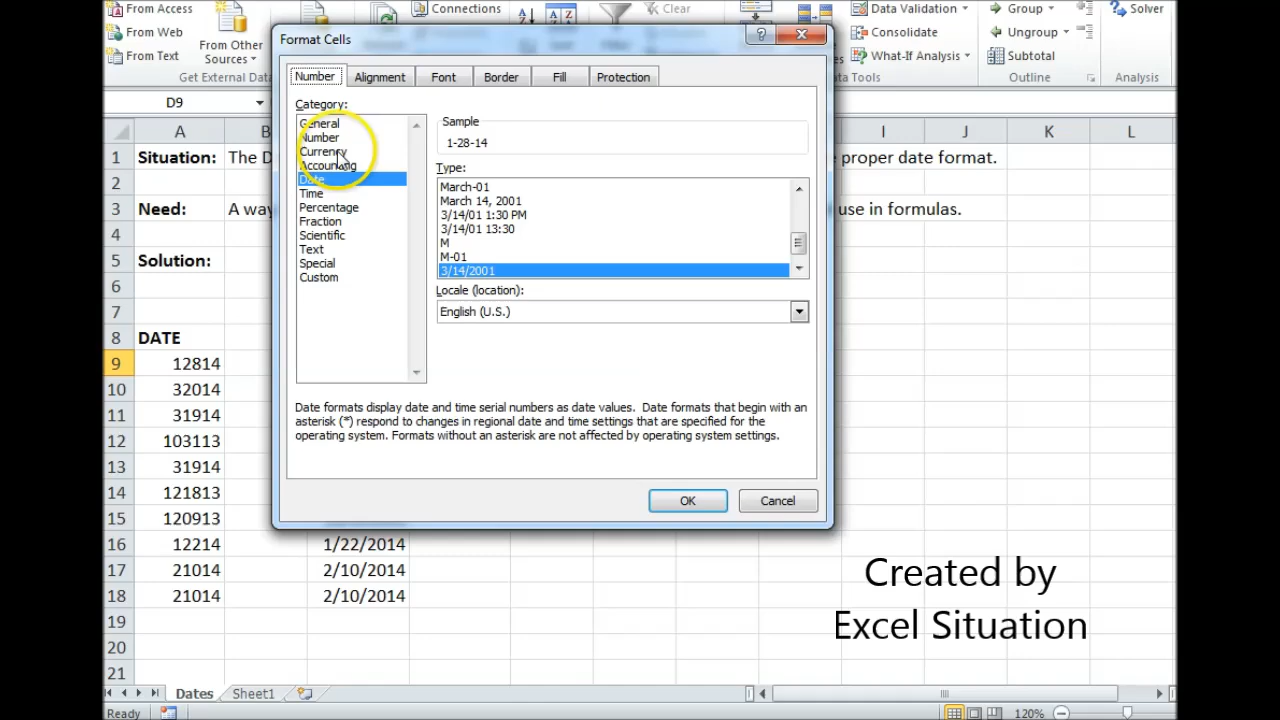 From Access
From Web
From Text
From Other
Sources
Get External Data
Connections
Clear
Data Validation
Consolidate
What-If Analysis
Tools
Group
Ungroup
Subtotal
Outline
Solver
Analysis
Format Cells
Number Alignment Font Border Fill Protection
Category:
General
Number
Currency
Accounting
Date
Time
Percentage
Fraction
Scientific
Text
Special
Custom
Sample
1-28-14
Type:
March-01
March 14, 2001
3/14/01 1:30 PM
3/14/01 13:30
M
M-01
3/14/2001
Locale (location):
English (U.S.)
Date formats display date and time serial numbers as date values. Date formats that begin with an
asterisk (*) respond to changes in regional date and time settings that are specified for the
operating system. Formats without an asterisk are not affected by operating system settings.
OK Cancel
D9
A B I J K L
1 Situation: The proper date format.
2
3 Need: A way use in formulas.
4
5 Solution:
6
7
8 DATE
9 12814
10 32014
11 31914
12 103113
13 31914
14 121813
15 120913
16 12214 1/22/2014
17 21014 2/10/2014
18 21014 2/10/2014
19
20
21
Created by
Excel Situation
Dates Sheet1
Ready 120%